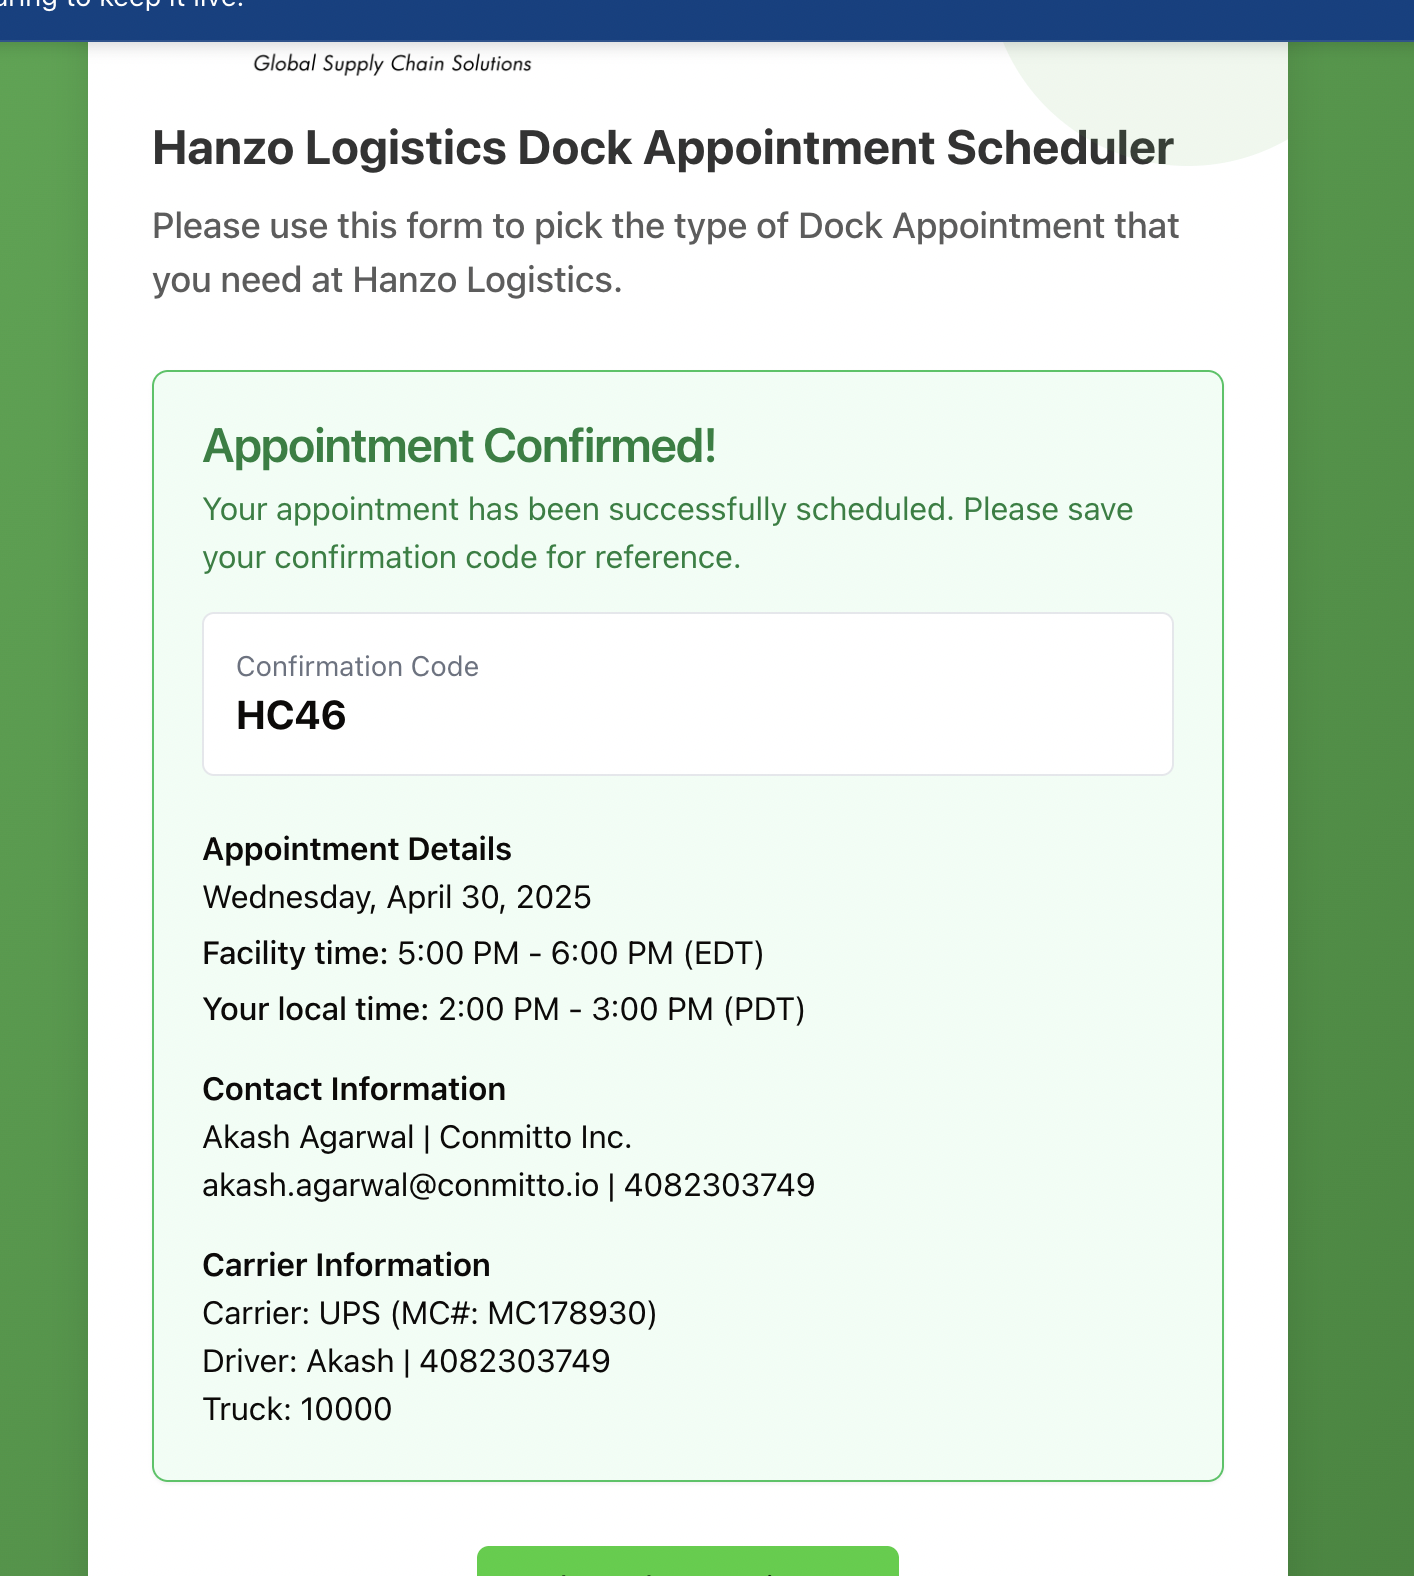 to keep it live.
Global Supply Chain Solutions
Hanzo Logistics Dock Appointment Scheduler
Please use this form to pick the type of Dock Appointment that
you need at Hanzo Logistics.
Appointment Confirmed!
Your appointment has been successfully scheduled. Please save
your confirmation code for reference.
Confirmation Code
HC46
Appointment Details
Wednesday, April 30, 2025
Facility time: 5:00 PM - 6:00 PM (EDT)
Your local time: 2:00 PM - 3:00 PM (PDT)
Contact Information
Akash Agarwal | Conmitto Inc.
akash.agarwal@conmitto.io | 4082303749
Carrier Information
Carrier: UPS (MC#: MC178930)
Driver: Akash | 4082303749
Truck: 10000